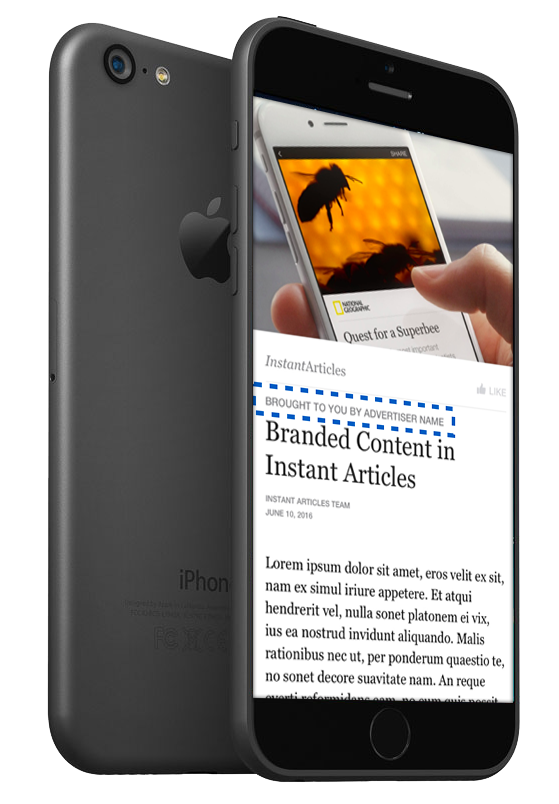 SHARE
NATIONAL
GEOGRAPHIC
Quest for a Superbee
InstantArticles
LIKE
BROUGHT TO YOU BY ADVERTISER NAME
Branded Content in
Instant Articles
INSTANT ARTICLES TEAM
JUNE 10, 2016
Lorem ipsum dolor sit amet, eros velit ex sit,
nam ex simul iriure appetere. Et atqui
hendrerit vel, nulla sonet platonem ei vix,
ius ea nostrud invidunt aliquando. Malis
rationibus nec ut, per ponderum quaestio te,
no sonet decore suavitate nam. An reque
iPhon